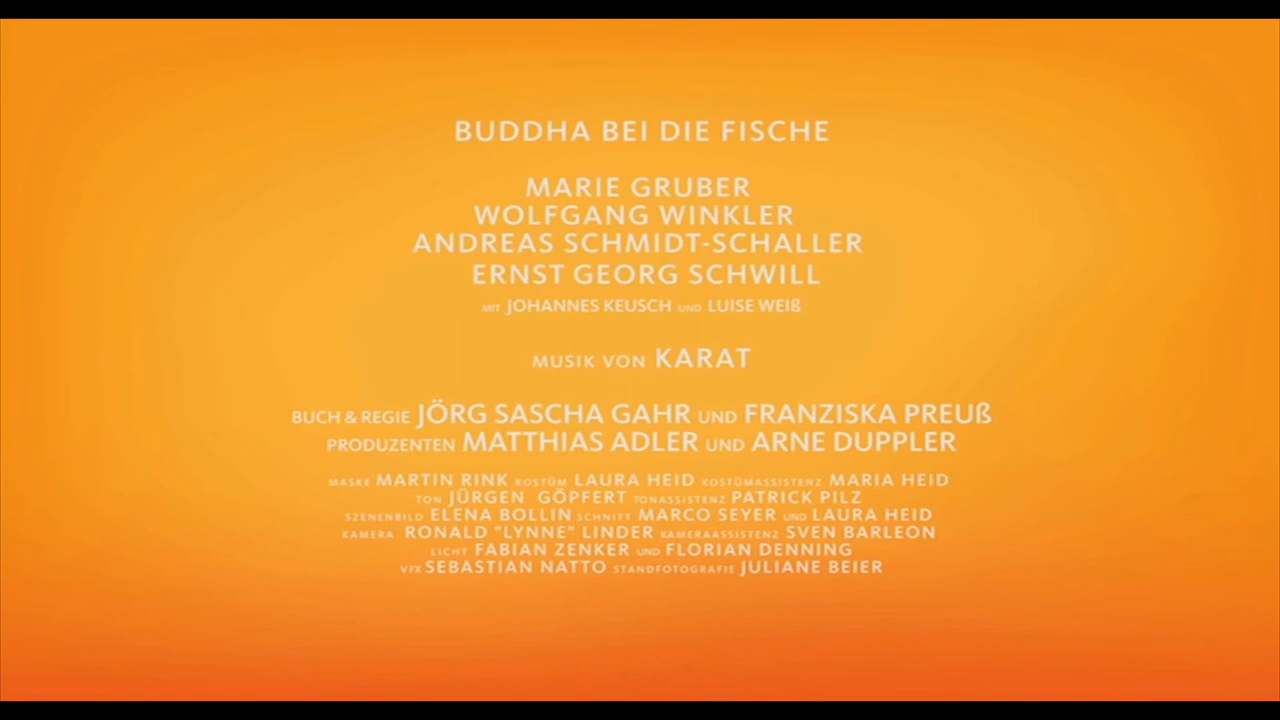 BUDDHA BEI DIE FISCHE
MARIE GRUBER
WOLFGANG WINKLER
ANDREAS SCHMIDT-SCHALLER
ERNST GEORG SCHWILL
MIT JOHANNES KEUSCH UND LUISE WEIß
MUSIK VON KARAT
BUCH & REGIE JÖRG SASCHA GAHR UND FRANZISKA PREUß
PRODUZENTEN MATTHIAS ADLER UND ARNE DUPPLER
MASKE MARTIN RINK KOSTÜM LAURA HEID KOSTÜMASSISTENZ MARIA HEID
TON JÜRGEN GÖPFERT TONASSISTENZ PATRICK PILZ
SZENENBILD ELENA BOLLIN SCHNITT MARCO SEYER UND LAURA HEID
KAMERA RONALD "LYNNE" LINDER KAMERAASSISTENZ SVEN BARLEON
LICHT FABIAN ZENKER UND FLORIAN DENNING
VFX SEBASTIAN NATTO STANDFOTOGRAFIE JULIANE BEIER